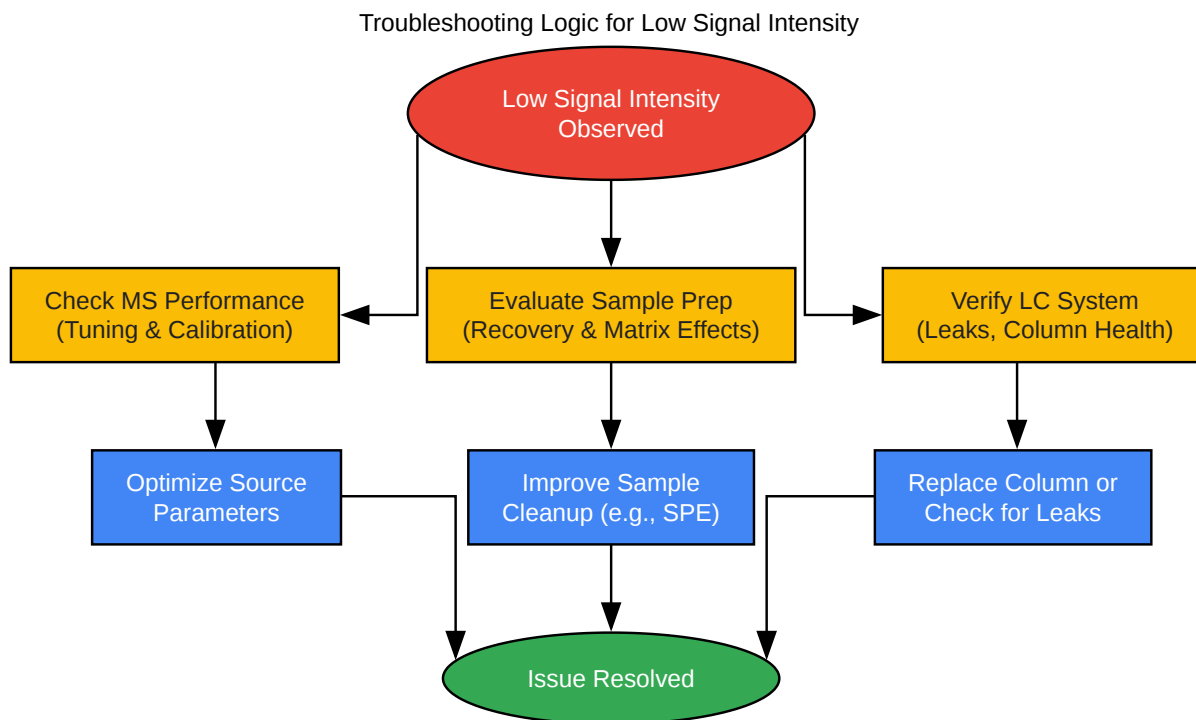 Troubleshooting Logic for Low Signal Intensity
Low Signal Intensity
Observed
Check MS Performance
(Tuning & Calibration)
Evaluate Sample Prep
(Recovery & Matrix Effects)
Verify LC System
(Leaks, Column Health)
Optimize Source
Parameters
Improve Sample
Cleanup (e.g., SPE)
Replace Column or
Check for Leaks
Issue Resolved